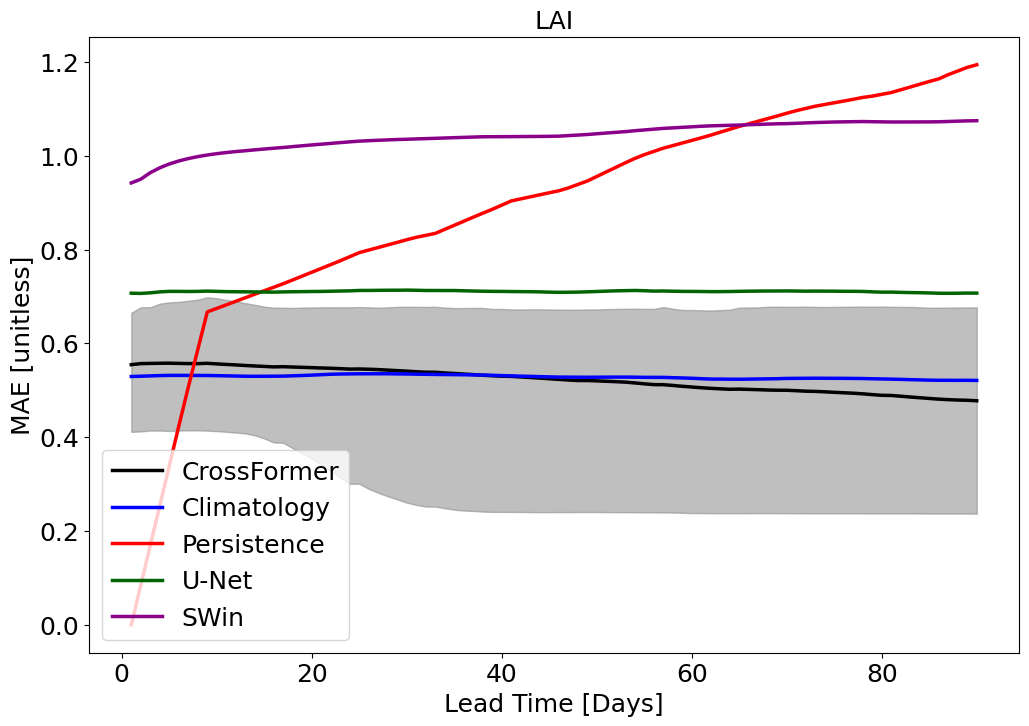 LAI
MAE [unitless]
1.2
1.0
0.8
0.6
0.4
0.2
0.0
CrossFormer
Climatology
Persistence
U-Net
SWin
0 20 40 60 80
Lead Time [Days]